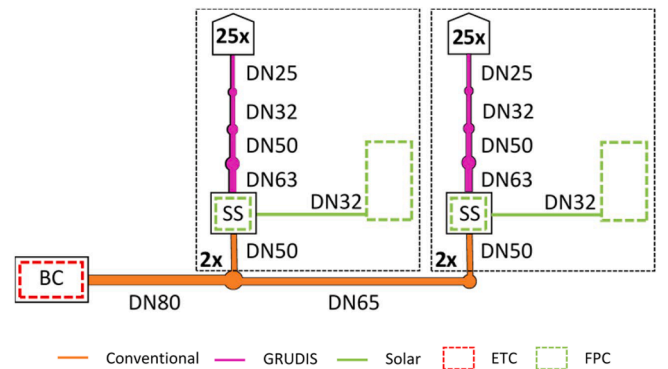 25x
25x
DN25
DN25
DN32
DN32
DN50
DN50
DN63
DN63
DN32
DN32
SS
SS
DN50
DN50
2x
2x
BC
DN80
DN65
Conventional
GRUDIS
Solar
ETC
FPC